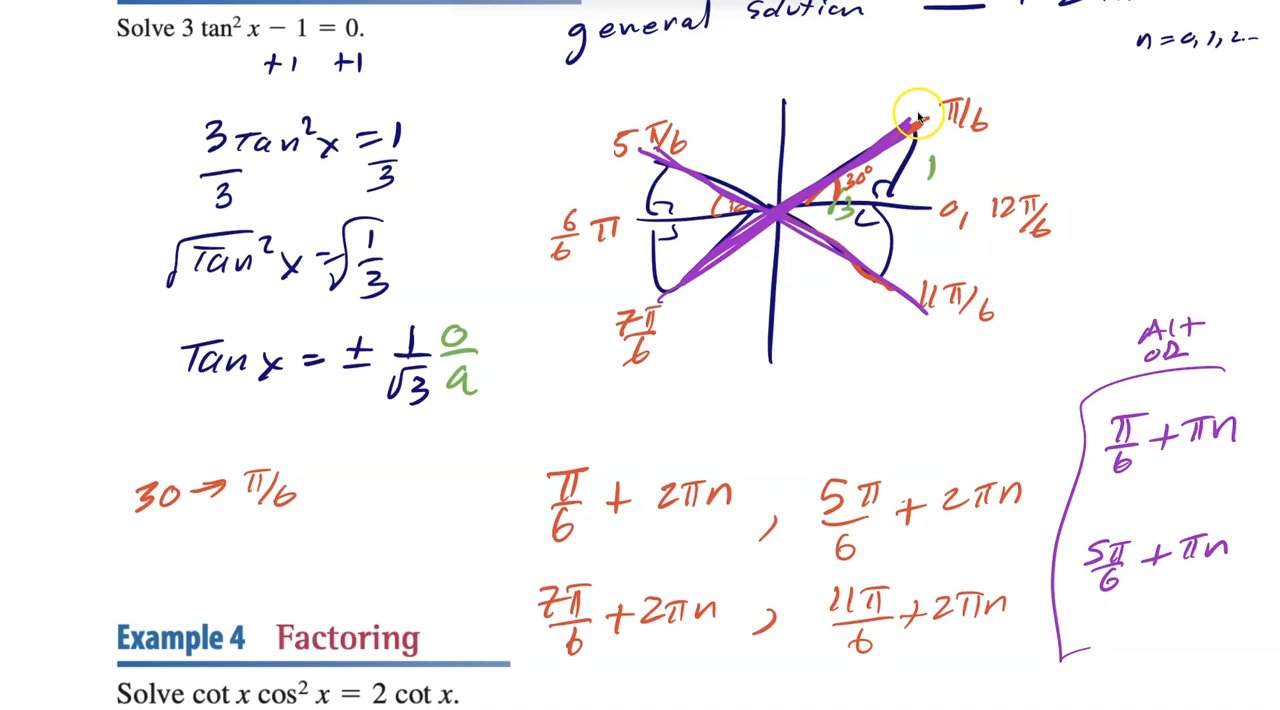 Solve 3 tan² x − 1 = 0.
+1 +1
general solution
n = 0, 1, 2..
3Tan²x = 1
3 3
√Tan²x = √1/3
Tan x = ± 1/√3 o/a
30 → π/6
5π/6
π/6
30°
1
√3
6/6 π
0, 12π/6
7π/6
11π/6
π/6 + 2πn , 5π/6 + 2πn
7π/6 + 2πn , 11π/6 + 2πn
Alt
OR
π/6 + πn
5π/6 + πn
Example 4 Factoring
Solve cot x cos² x = 2 cot x.